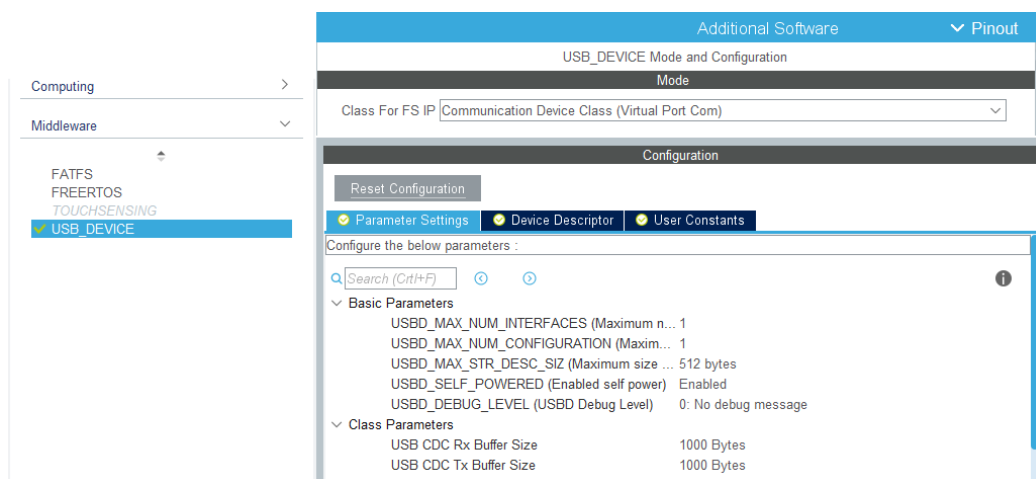 Additional Software
Pinout
USB_DEVICE Mode and Configuration
Mode
Class For FS IP Communication Device Class (Virtual Port Com)
Computing
Middleware
FATFS
FREERTOS
TOUCHSENSING
USB_DEVICE
Configuration
Reset Configuration
Parameter Settings
Device Descriptor
User Constants
Configure the below parameters :
Search (Crtl+F)
Basic Parameters
USBD_MAX_NUM_INTERFACES (Maximum n... 1
USBD_MAX_NUM_CONFIGURATION (Maxim... 1
USBD_MAX_STR_DESC_SIZ (Maximum size ... 512 bytes
USBD_SELF_POWERED (Enabled self power) Enabled
USBD_DEBUG_LEVEL (USBD Debug Level) 0: No debug message
Class Parameters
USB CDC Rx Buffer Size 1000 Bytes
USB CDC Tx Buffer Size 1000 Bytes